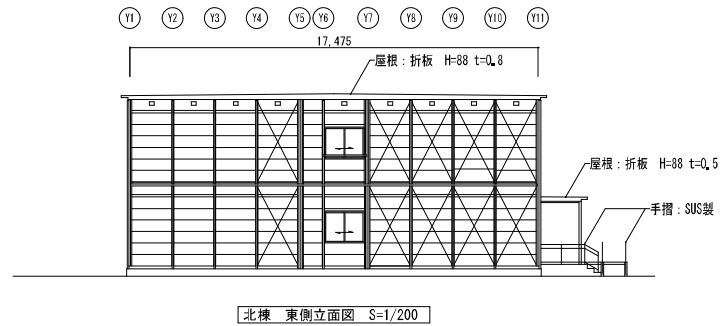 Y1 Y2 Y3 Y4 Y5 Y6 Y7 Y8 Y9 Y10 Y11
17,475
屋根：折板 H=88 t=0.8
屋根：折板 H=88 t=0.5
手摺：SUS製
北棟 東側立面図 S=1/200